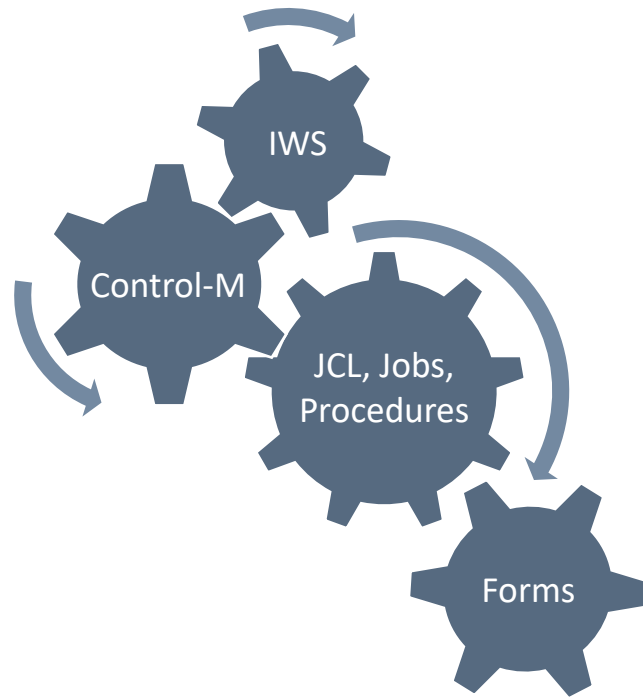 IWS
Control-M
JCL, Jobs,
Procedures
Forms